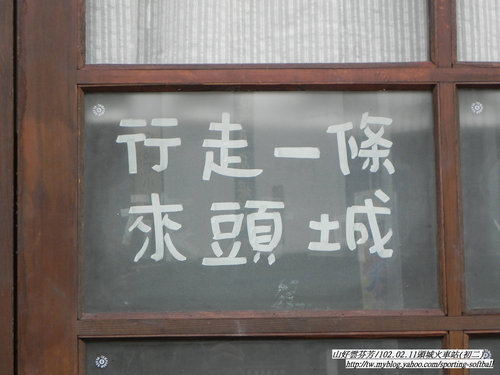 行走一條
來頭城
山好雲芬芳/102.02.11頭城火車站(初二)
http://tw.myblog.yahoo.com/sporting-softball